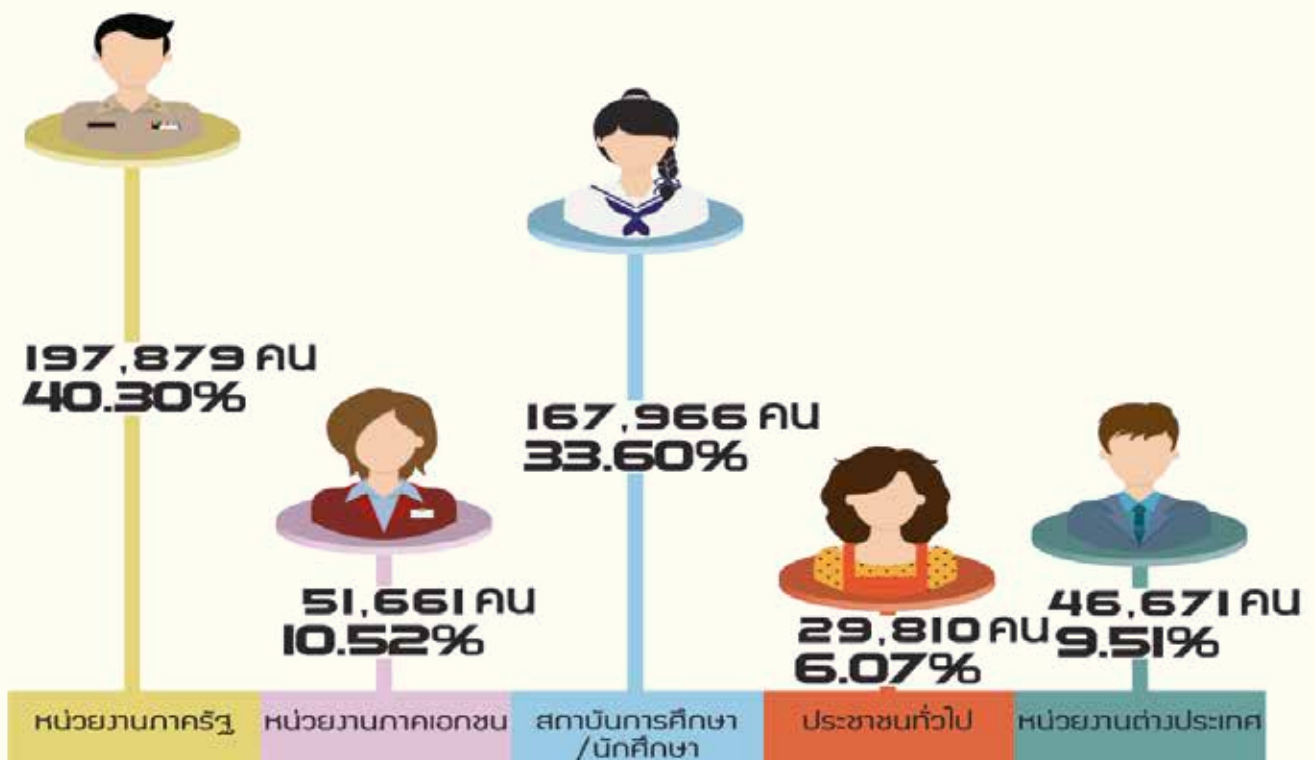 197,879 คน
40.30%
51,661 คน
10.52%
167,966 คน
33.60%
29,810 คน
6.07%
46,671 คน
9.51%
หน่วยงานภาครัฐ
หน่วยงานภาคเอกชน
สถาบันการศึกษา
/นักศึกษา
ประชาชนทั่วไป
หน่วยงานต่างประเทศ